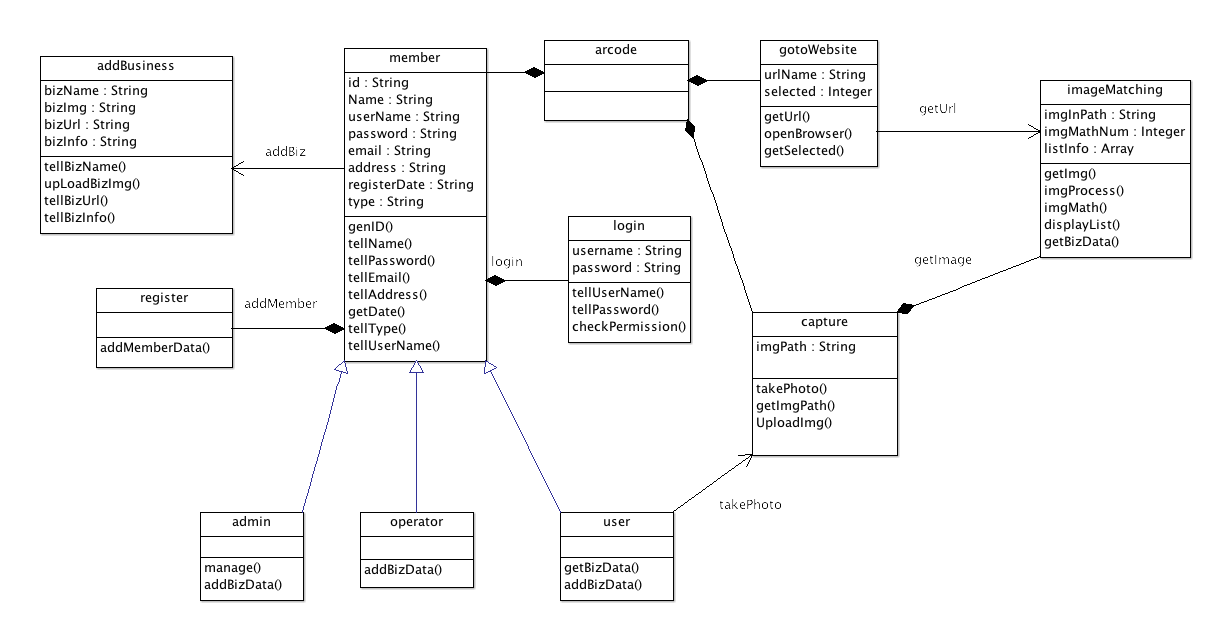 addBusiness
bizName : String
bizImg : String
bizUrl : String
bizInfo : String
tellBizName()
upLoadBizImg()
tellBizUrl()
tellBizInfo()
addBiz
member
id : String
Name : String
userName : String
password : String
email : String
address : String
registerDate : String
type : String
genID()
tellName()
tellPassword()
tellEmail()
tellAddress()
getDate()
tellType()
tellUserName()
arcode
gotoWebsite
urlName : String
selected : Integer
getUrl()
openBrowser()
getSelected()
getUrl
imageMatching
imgInPath : String
imgMathNum : Integer
listInfo : Array
getImg()
imgProcess()
imgMath()
displayList()
getBizData()
login
login
username : String
password : String
tellUserName()
tellPassword()
checkPermission()
getImage
register
addMemberData()
addMember
capture
imgPath : String
takePhoto()
getImgPath()
UploadImg()
takePhoto
admin
manage()
addBizData()
operator
addBizData()
user
getBizData()
addBizData()